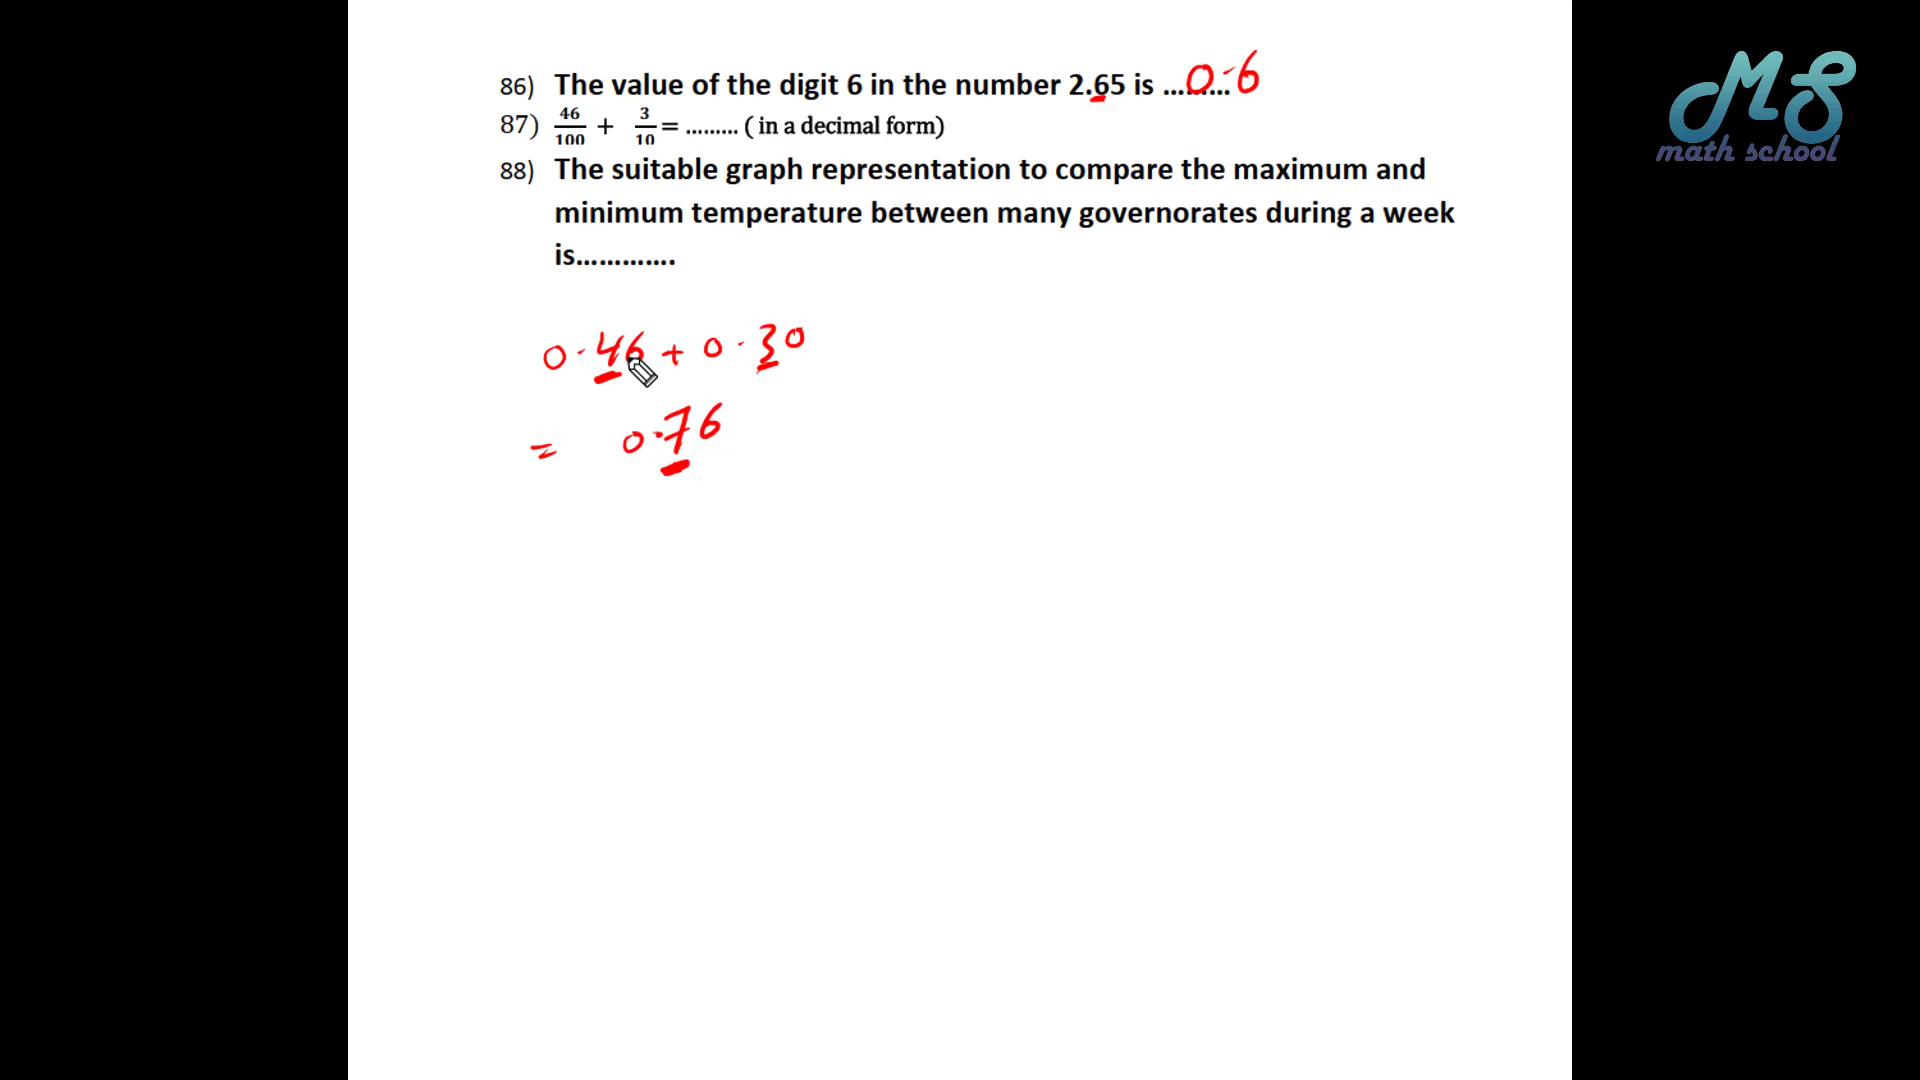 86) The value of the digit 6 in the number 2.65 is ......... 0.6
87) 46/100 + 3/10 = ......... ( in a decimal form)
88) The suitable graph representation to compare the maximum and
minimum temperature between many governorates during a week
is.............
0.46 + 0.30
= 0.76
MS
math school